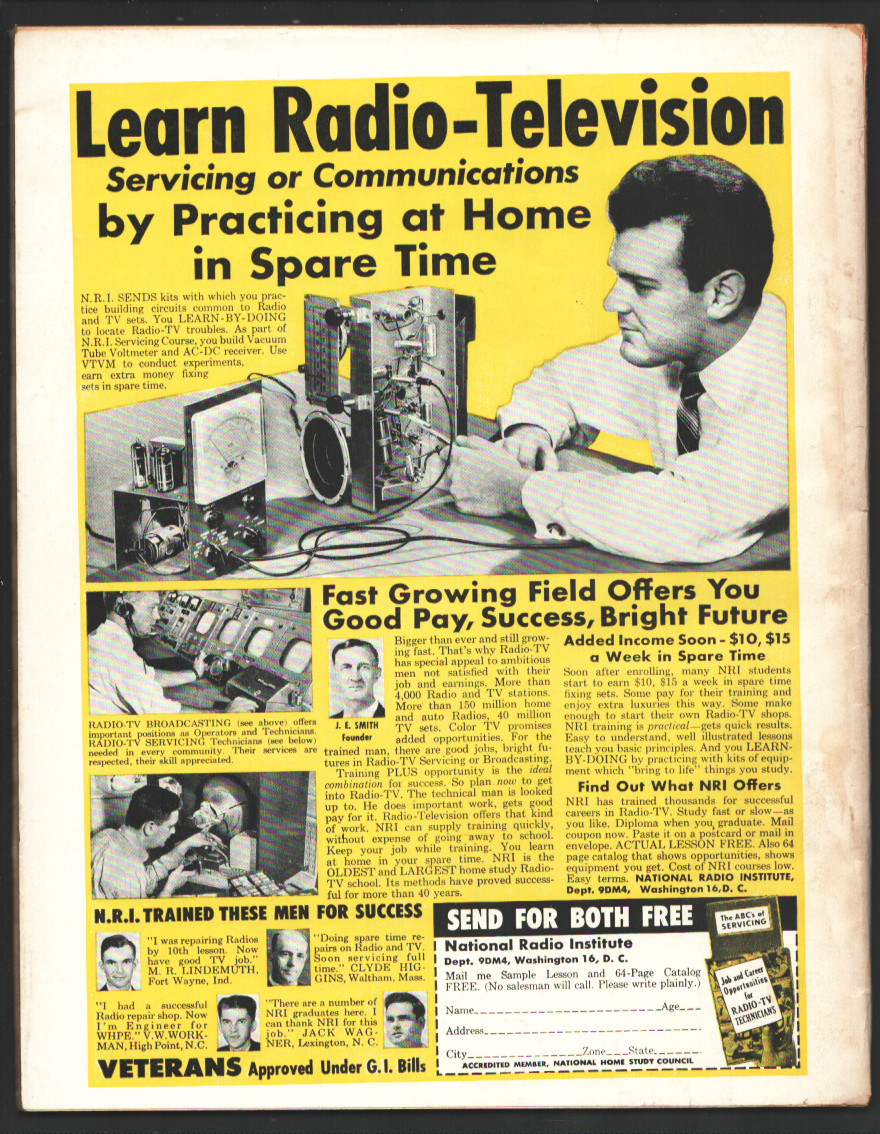 Learn Radio-Television
Servicing or Communications
by Practicing at Home
in Spare Time
N.R.I. SENDS kits with which you prac-
tice building circuits common to Radio
and TV sets. You LEARN-BY-DOING
to locate Radio-TV troubles. As part of
N.R.I. Servicing Course, you build Vacuum
Tube Voltmeter and AC-DC receiver. Use
VTVM to conduct experiments,
earn extra money fixing
sets in spare time.
RADIO-TV BROADCASTING (see above) offers
important positions as Operators and Technicians.
RADIO-TV SERVICING Technicians (see below)
needed in every community. Their services are
respected, their skill appreciated.
Fast Growing Field Offers You
Good Pay, Success, Bright Future
J. E. SMITH
Founder
Bigger than ever and still grow-
ing fast. That's why Radio-TV
has special appeal to ambitious
men not satisfied with their
job and earnings. More than
4,000 Radio and TV stations.
More than 150 million home
and auto Radios, 40 million
TV sets. Color TV promises
added opportunities. For the
trained man, there are good jobs, bright fu-
tures in Radio-TV Servicing or Broadcasting.
Training PLUS opportunity is the ideal
combination for success. So plan now to get
into Radio-TV. The technical man is looked
up to. He does important work, gets good
pay for it. Radio-Television offers that kind
of work. NRI can supply training quickly,
without expense of going away to school.
Keep your job while training. You learn
at home in your spare time. NRI is the
OLDEST and LARGEST home study Radio-
TV school. Its methods have proved success-
ful for more than 40 years.
Added Income Soon - $10, $15
a Week in Spare Time
Soon after enrolling, many NRI students
start to earn $10, $15 a week in spare time
fixing sets. Some pay for their training and
enjoy extra luxuries this way. Some make
enough to start their own Radio-TV shops.
NRI training is practical—gets quick results.
Easy to understand, well illustrated lessons
teach you basic principles. And you LEARN-
BY-DOING by practicing with kits of equip-
ment which "bring to life" things you study.
Find Out What NRI Offers
NRI has trained thousands for successful
careers in Radio-TV. Study fast or slow—as
you like. Diploma when you graduate. Mail
coupon now. Paste it on a postcard or mail in
envelope. ACTUAL LESSON FREE. Also 64
page catalog that shows opportunities, shows
equipment you get. Cost of NRI courses low.
Easy terms. NATIONAL RADIO INSTITUTE,
Dept. 9DM4, Washington 16, D. C.
N.R.I. TRAINED THESE MEN FOR SUCCESS
"I was repairing Radios
by 10th lesson. Now
have good TV job."
M. R. LINDEMUTH,
Fort Wayne, Ind.
"Doing spare time re-
pairs on Radio and TV.
Soon servicing full
time." CLYDE HIG-
GINS, Waltham, Mass.
"I had a successful
Radio repair shop. Now
I'm Engineer for
WHPE." V.W.WORK-
MAN, High Point, N.C.
"There are a number of
NRI graduates here. I
can thank NRI for this
job." JACK WAG-
NER, Lexington, N. C.
VETERANS Approved Under G.I. Bills
SEND FOR BOTH FREE
National Radio Institute
Dept. 9DM4, Washington 16, D. C.
Mail me Sample Lesson and 64-Page Catalog
FREE. (No salesman will call. Please write plainly.)
Name Age
Address
City Zone State
ACCREDITED MEMBER, NATIONAL HOME STUDY COUNCIL
The ABC's of
SERVICING
Job and Career
Opportunities
for
RADIO-TV
TECHNICIANS